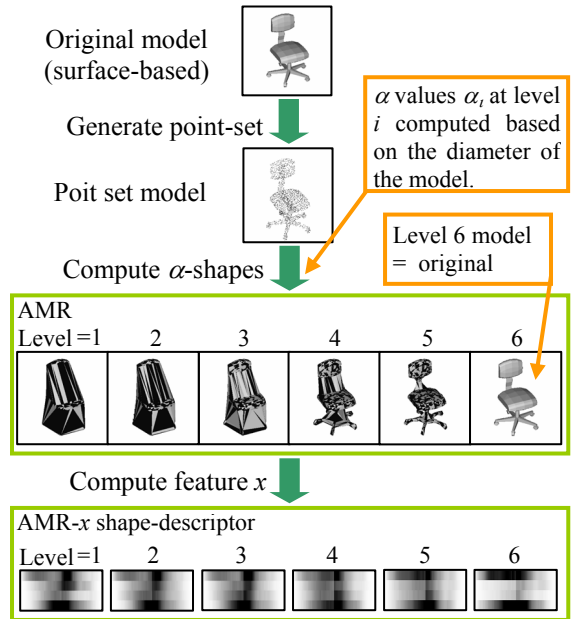 Original model
(surface-based)
Generate point-set
α values αi at level
i computed based
on the diameter of
the model.
Poit set model
Level 6 model
= original
Compute α-shapes
AMR
Level =1 2 3 4 5 6
Compute feature x
AMR-x shape-descriptor
Level =1 2 3 4 5 6